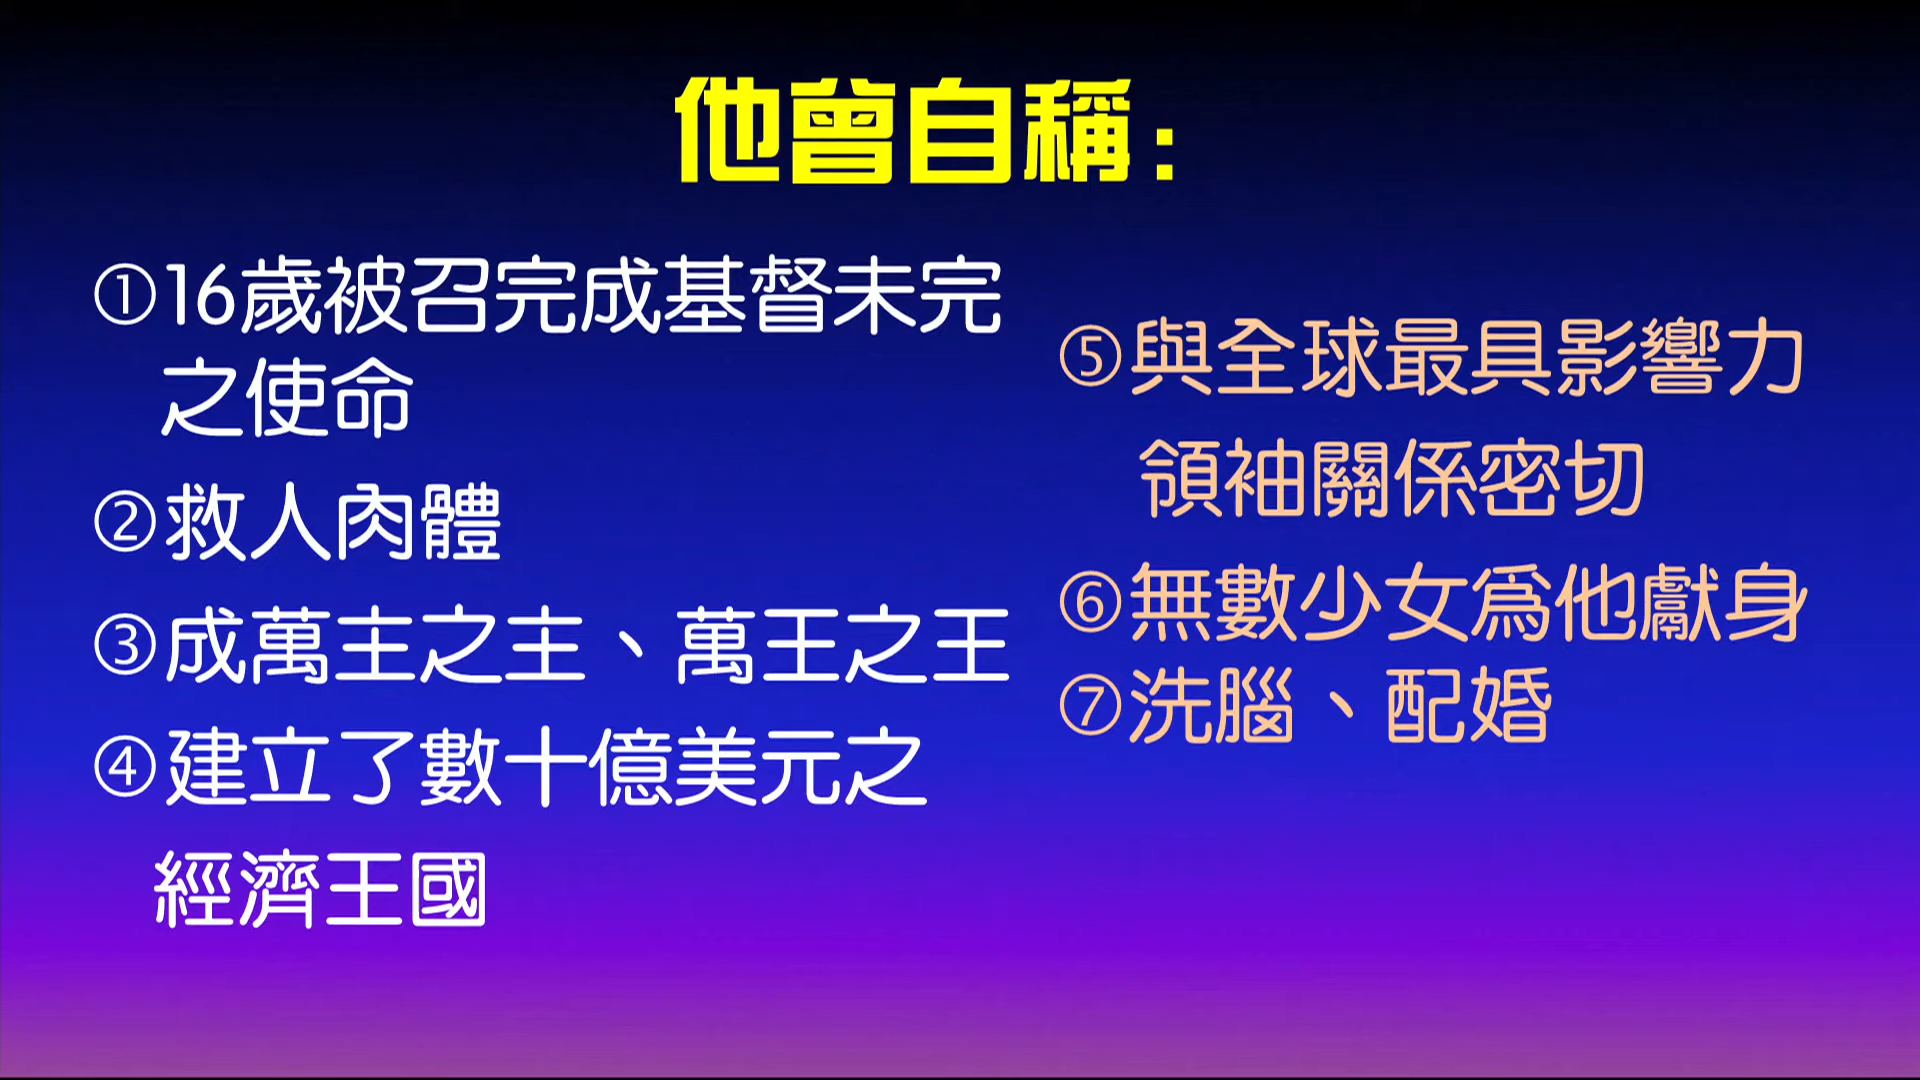 他曾自稱：
①16歲被召完成基督未完
之使命
②救人肉體
③成萬主之主、萬王之王
④建立了數十億美元之
經濟王國
⑤與全球最具影響力
領袖關係密切
⑥無數少女為他獻身
⑦洗腦、配婚